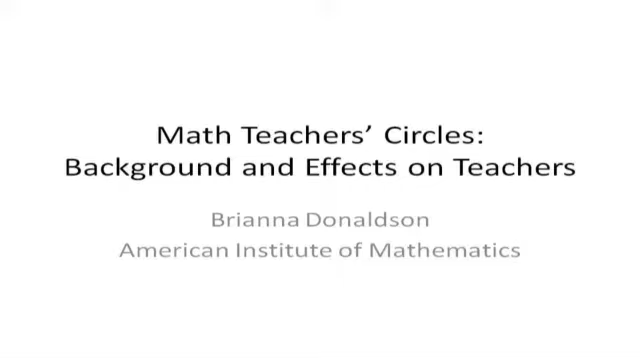 Math Teachers’ Circles:
Background and Effects on Teachers
Brianna Donaldson
American Institute of Mathematics